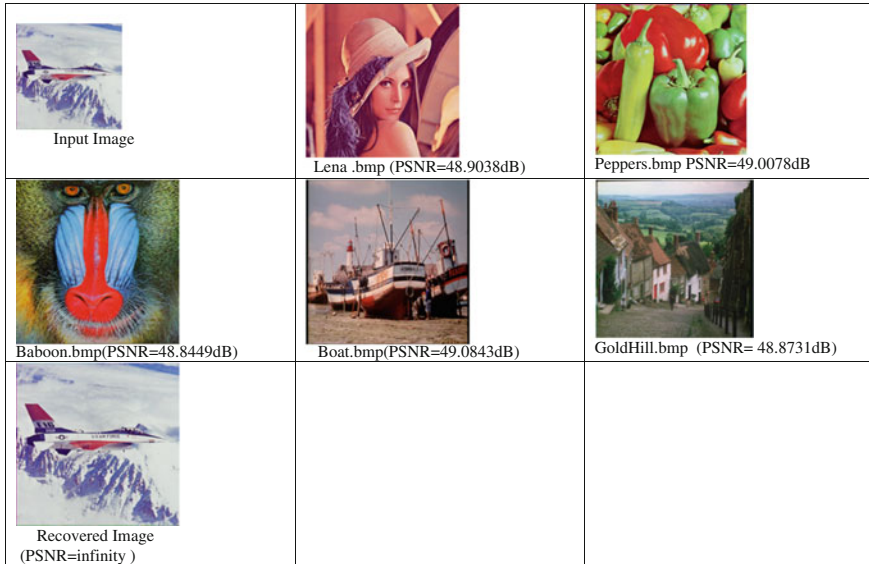 Input Image
Lena .bmp (PSNR=48.9038dB)
Peppers.bmp PSNR=49.0078dB
Baboon.bmp(PSNR=48.8449dB)
Boat.bmp(PSNR=49.0843dB)
GoldHill.bmp (PSNR= 48.8731dB)
Recovered Image
(PSNR=infinity )